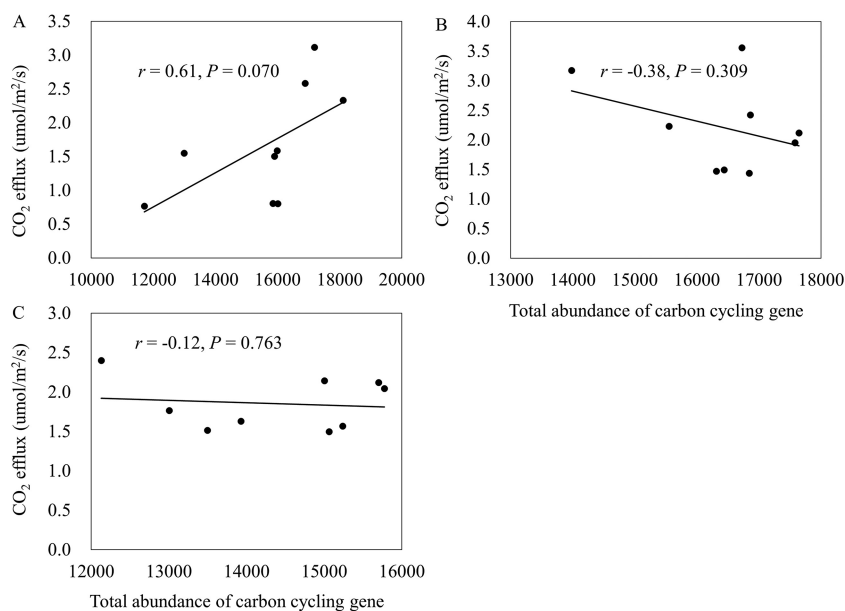 A
CO2 efflux (umol/m²/s)
3.5
3.0
2.5
2.0
1.5
1.0
0.5
0.0
r = 0.61, P = 0.070
10000 12000 14000 16000 18000 20000
B
CO2 efflux (umol/m²/s)
4.0
3.5
3.0
2.5
2.0
1.5
1.0
0.5
0.0
r = -0.38, P = 0.309
13000 14000 15000 16000 17000 18000
Total abundance of carbon cycling gene
C
CO2 efflux (umol/m²/s)
3.0
2.5
2.0
1.5
1.0
0.5
0.0
r = -0.12, P = 0.763
12000 13000 14000 15000 16000
Total abundance of carbon cycling gene